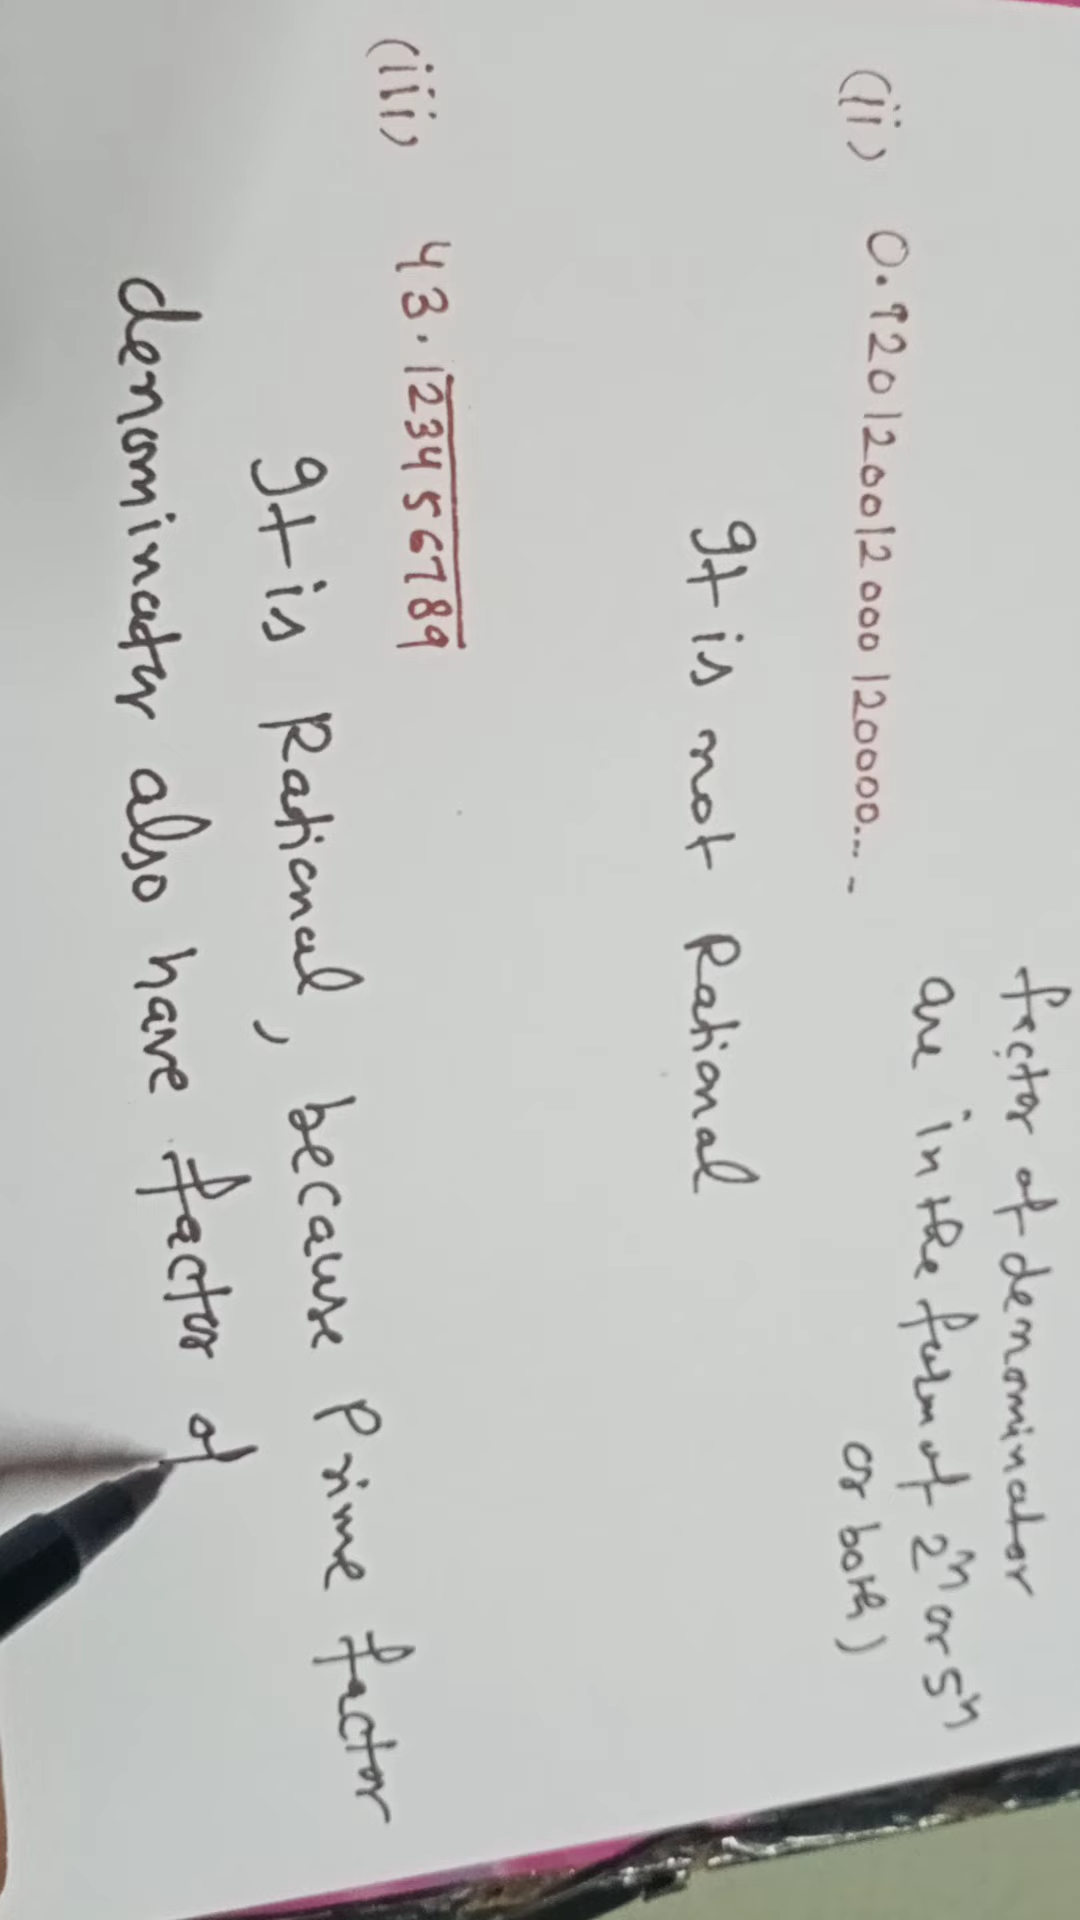 factor of denominator
are in the form of 2ⁿ or 5ⁿ
or both)
(ii) 0.120120012000120000....
It is not Rational
(iii) 43.123456789
It is Rational, because Prime factor
denominator also have factor of